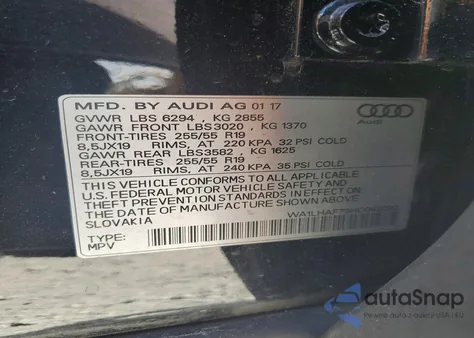 MFD. BY AUDI AG 01 17
GVWR LBS 6294 , KG 2855
GAWR FRONT LBS3020 , KG 1370
FRONT-TIRES 255/55 R19
8,5JX19 RIMS, AT 220 KPA 32 PSI COLD
GAWR REAR LBS3582 , KG 1625
REAR-TIRES 255/55 R19
8,5JX19 RIMS, AT 240 KPA 35 PSI COLD
THIS VEHICLE CONFORMS TO ALL APPLICABLE
U.S.FEDERAL MOTOR VEHICLE SAFETY
AND THEFT PREVENTION STANDARDS IN EFFECT ON
THE DATE OF MANUFACTURE SHOWN ABOVE
SLOVAKIA
TYPE:
MPV
Audi
autoSnap